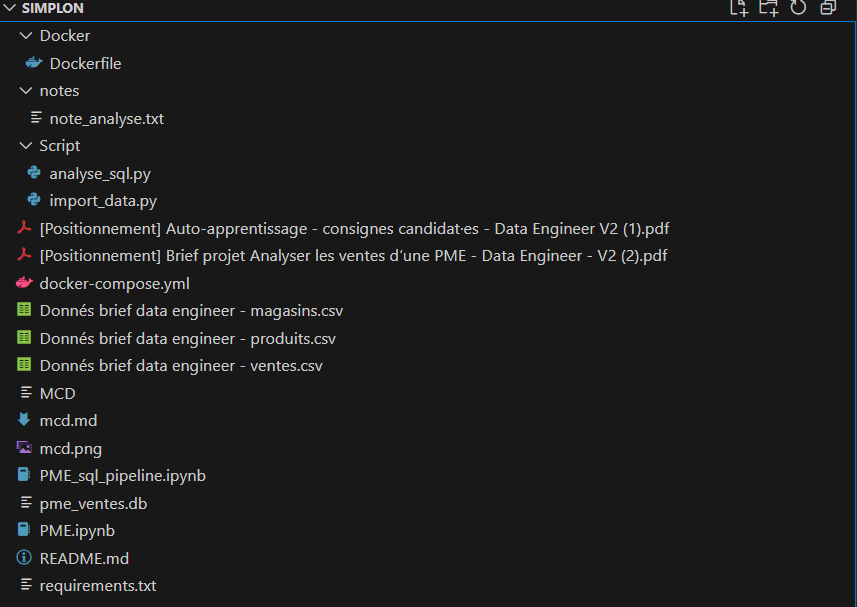 SIMPLON
Docker
Dockerfile
notes
note_analyse.txt
Script
analyse_sql.py
import_data.py
[Positionnement] Auto-apprentissage - consignes candidat·es - Data Engineer V2 (1).pdf
[Positionnement] Brief projet Analyser les ventes d’une PME - Data Engineer - V2 (2).pdf
docker-compose.yml
Donnés brief data engineer - magasins.csv
Donnés brief data engineer - produits.csv
Donnés brief data engineer - ventes.csv
MCD
mcd.md
mcd.png
PME_sql_pipeline.ipynb
pme_ventes.db
PME.ipynb
README.md
requirements.txt